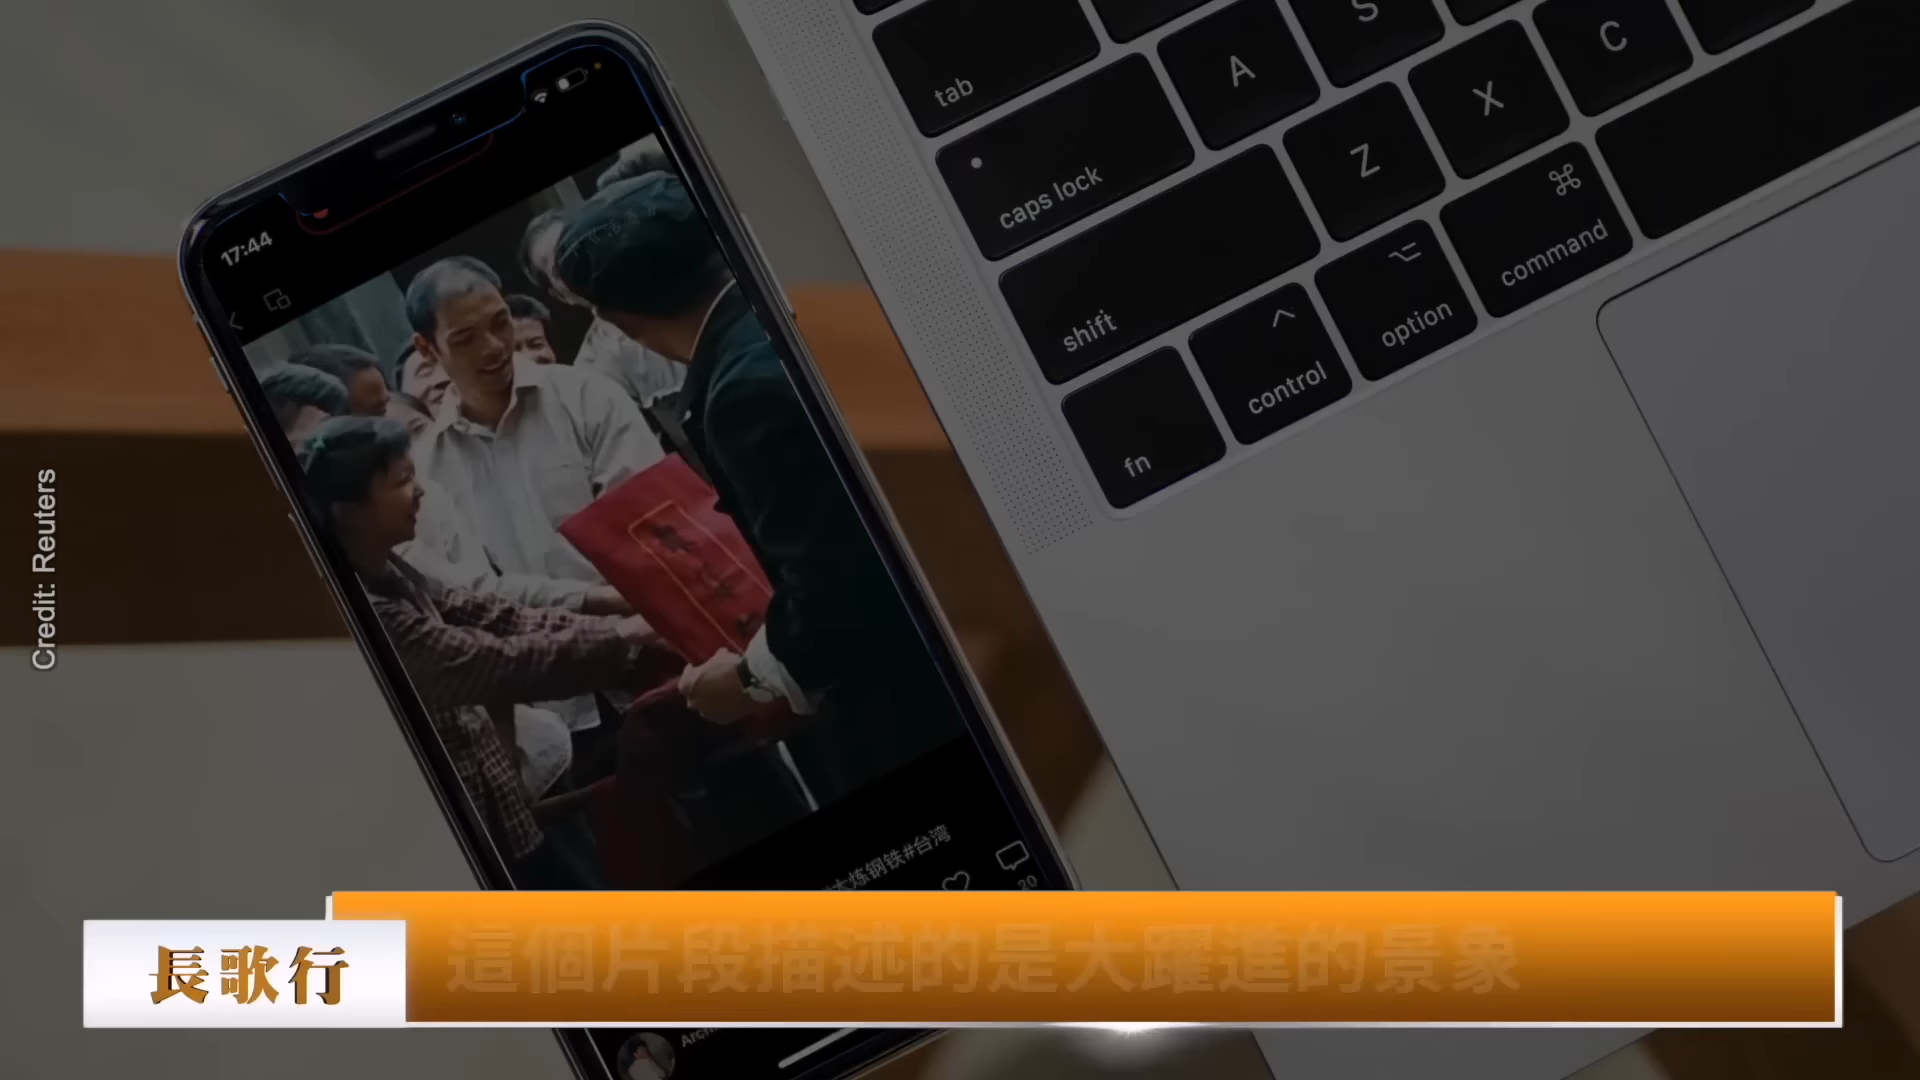 tab
A
S
C
caps lock
Z
X
⌘
shift
⌥
command
fn
control
option
17:44
Credit: Reuters
大炼钢铁#台湾
20
長歌行
這個片段描述的是大躍進的景象